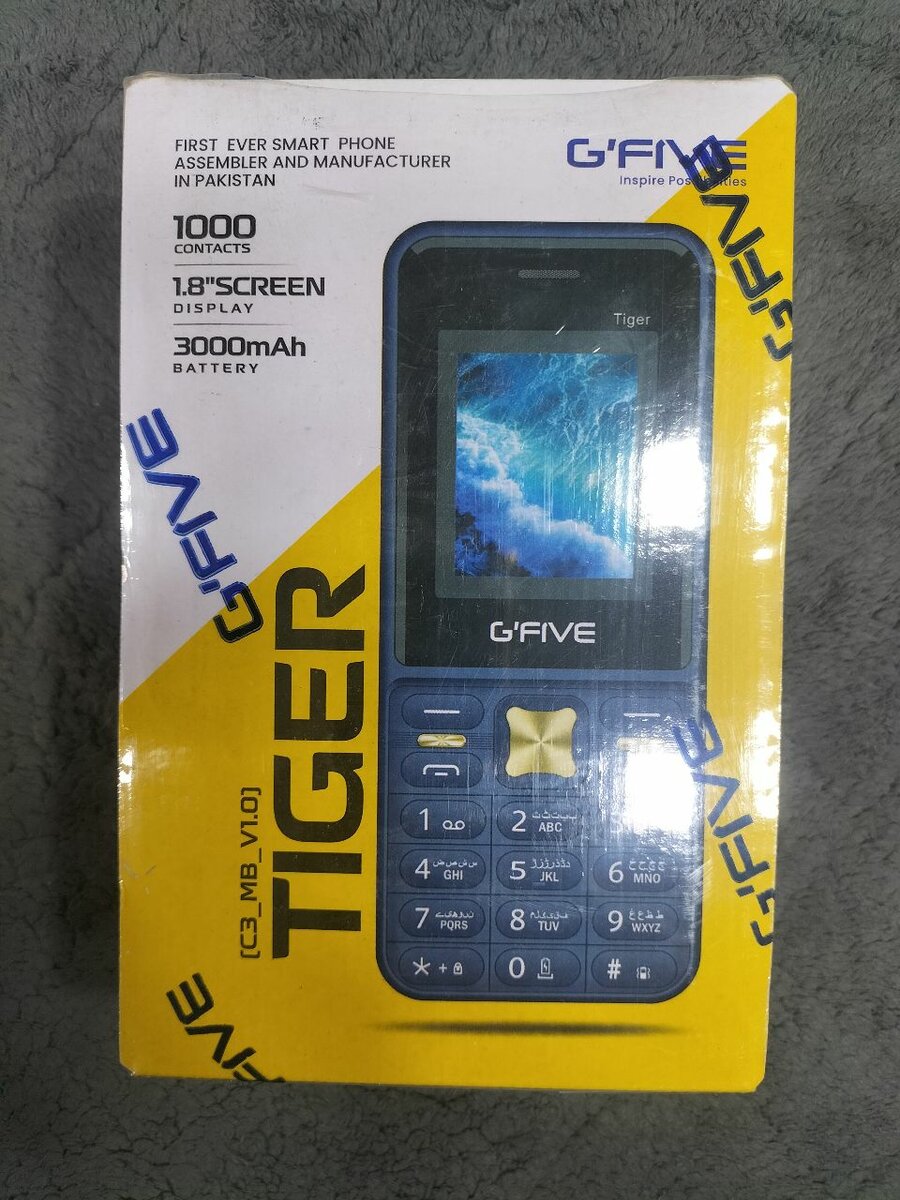 FIRST EVER SMART PHONE
ASSEMBLER AND MANUFACTURER
IN PAKISTAN
G'FIVE
Inspire Possibilities
1000
CONTACTS
1.8"SCREEN
DISPLAY
3000mAh
BATTERY
Tiger
G'FIVE
TIGER
[C3_MB_V1.0]
1
2 ABC
4 GHI
5 JKL
6 MNO
7 PQRS
8 TUV
9 WXYZ
* +
0
#
G'FIVE
G'FIVE
G'FIVE
G'FIVE